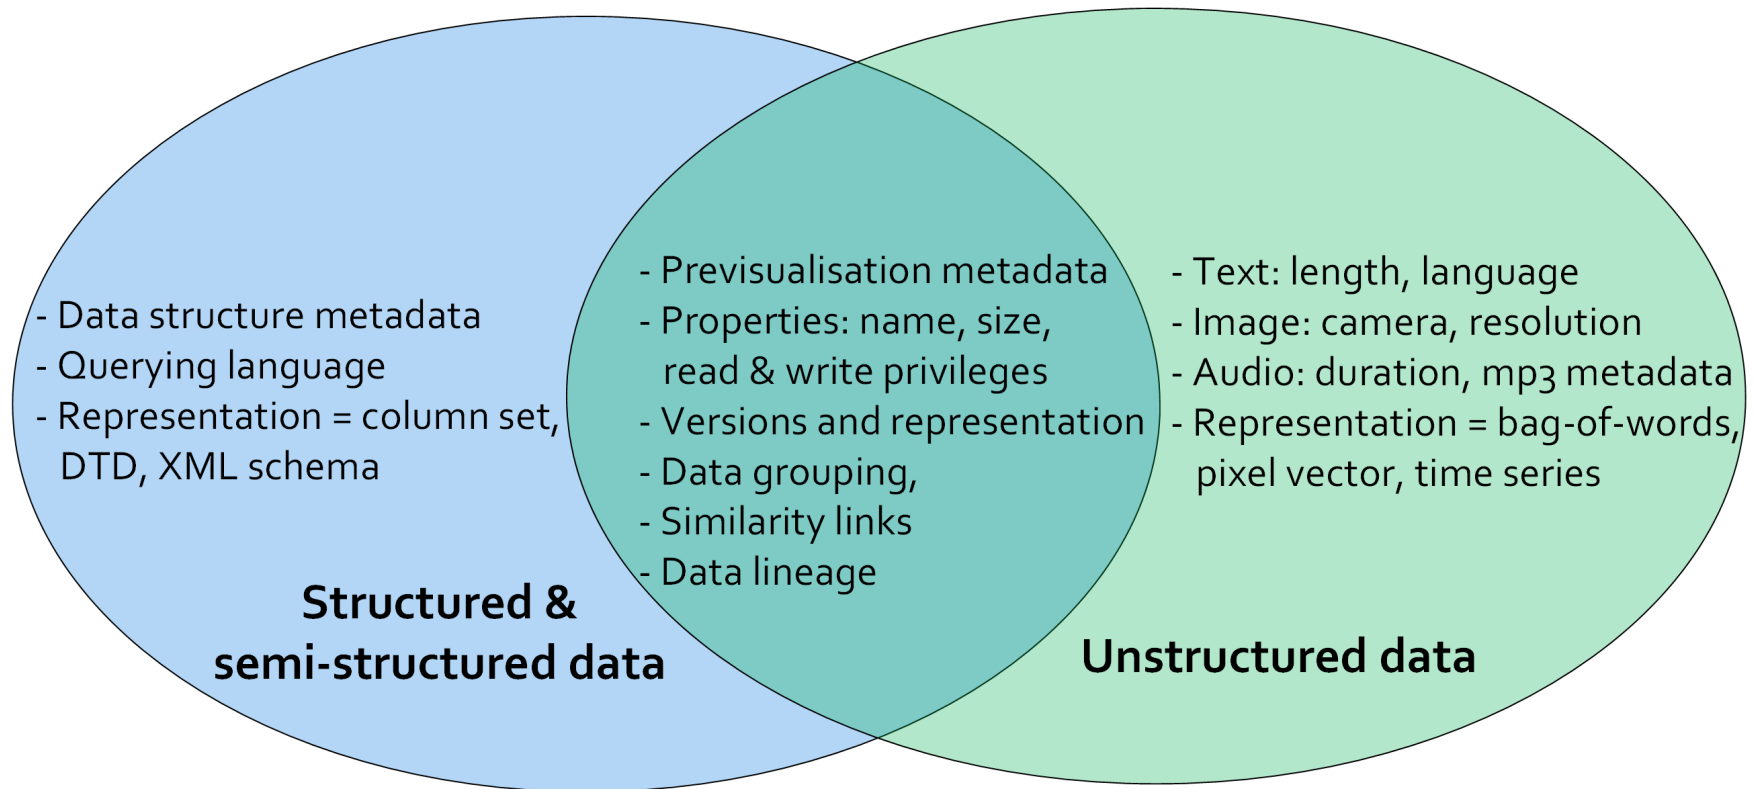 - Data structure metadata
- Querying language
- Representation = column set,
DTD, XML schema
Structured &
semi-structured data
- Previsualisation metadata
- Properties: name, size,
read & write privileges
- Versions and representation
- Data grouping,
- Similarity links
- Data lineage
- Text: length, language
- Image: camera, resolution
- Audio: duration, mp3 metadata
- Representation = bag-of-words,
pixel vector, time series
Unstructured data